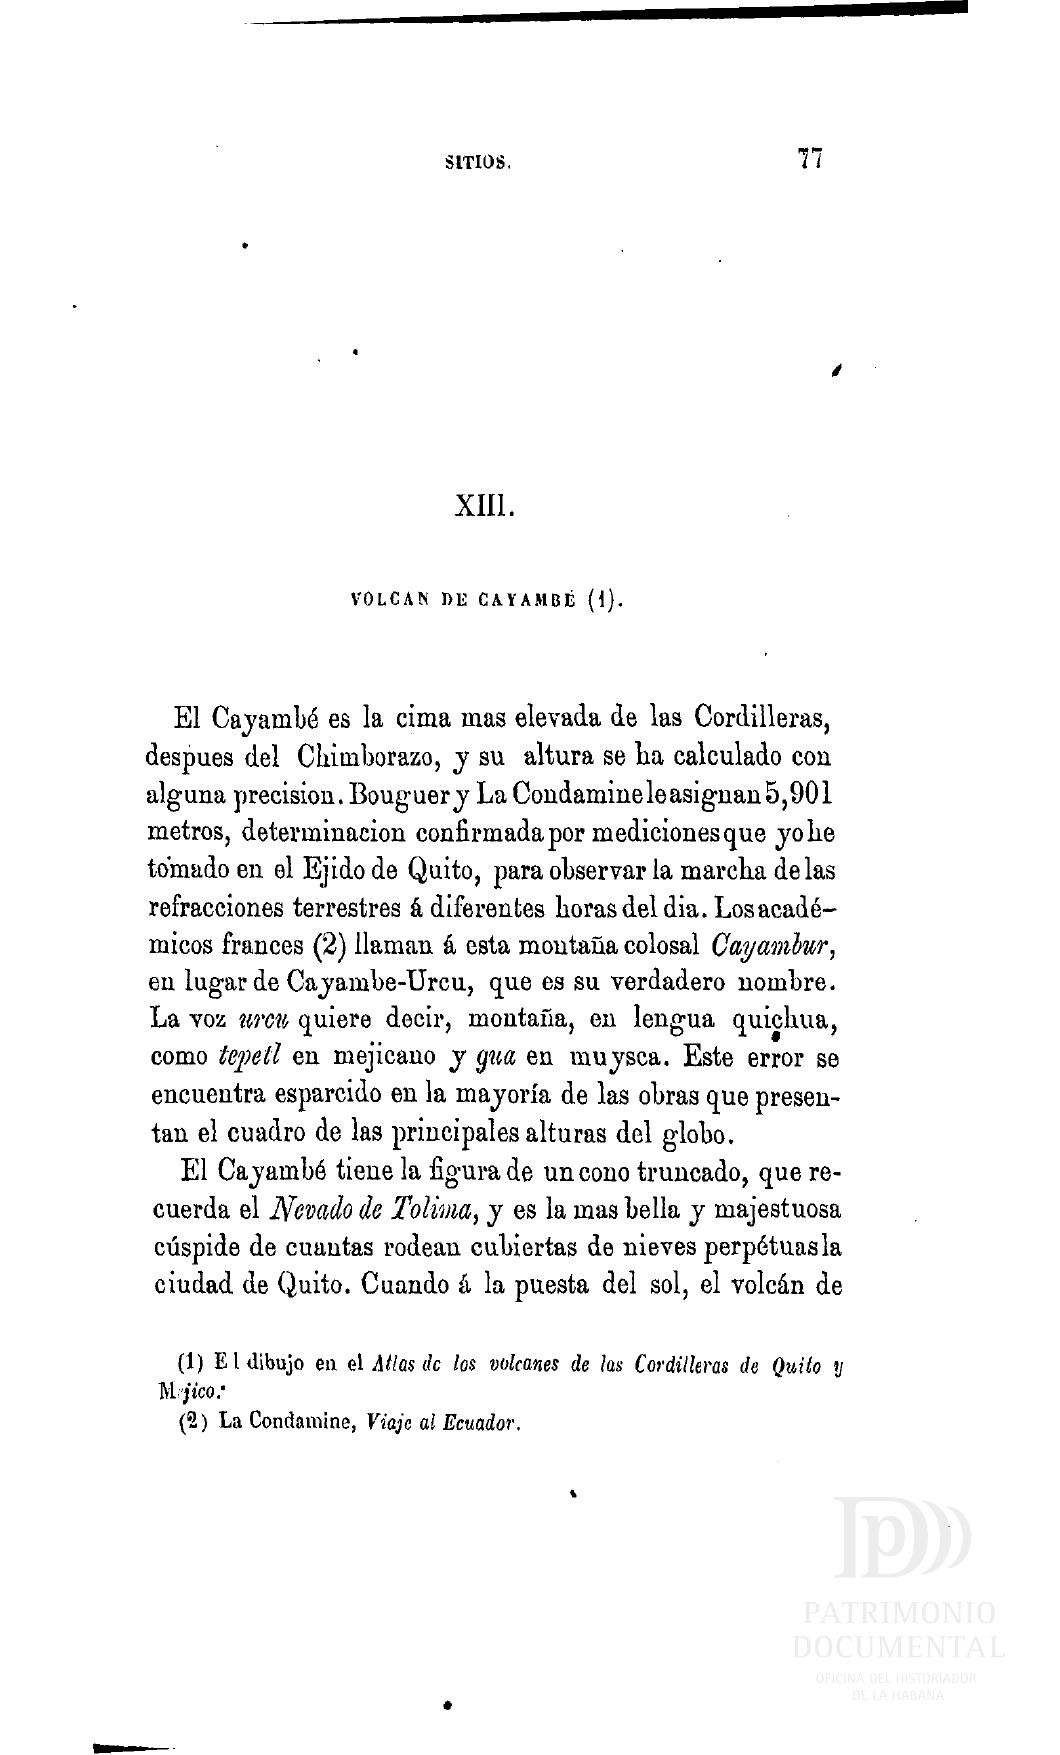 SITIOS. 77
XIII.
VOLCAN DE CAYAMBÉ (1).
El Cayambé es la cima mas elevada de las Cordilleras,
despues del Chimborazo, y su altura se ha calculado con
alguna precision. Bouguer y La Condamine le asignan 5,901
metros, determinacion confirmada por mediciones que yo he
tomado en el Ejido de Quito, para observar la marcha de las
refracciones terrestres á diferentes horas del dia. Los acadé-
micos frances (2) llaman á esta montaña colosal Cayambur,
en lugar de Cayambe-Urcu, que es su verdadero nombre.
La voz urcu quiere decir, montaña, en lengua quichua,
como tepetl en mejicano y gua en muysca. Este error se
encuentra esparcido en la mayoría de las obras que presen-
tan el cuadro de las principales alturas del globo.
El Cayambé tiene la figura de un cono truncado, que re-
cuerda el Nevado de Tolima, y es la mas bella y majestuosa
cúspide de cuantas rodean cubiertas de nieves perpétuas la
ciudad de Quito. Cuando á la puesta del sol, el volcán de
(1) El dibujo en el Atlas de los volcanes de las Cordilleras de Quito y
Mejico.
(2) La Condamine, Viaje al Ecuador.
PATRIMONIO
DOCUMENTAL
OFICINA DEL HISTORIADOR
DE LA HABANA